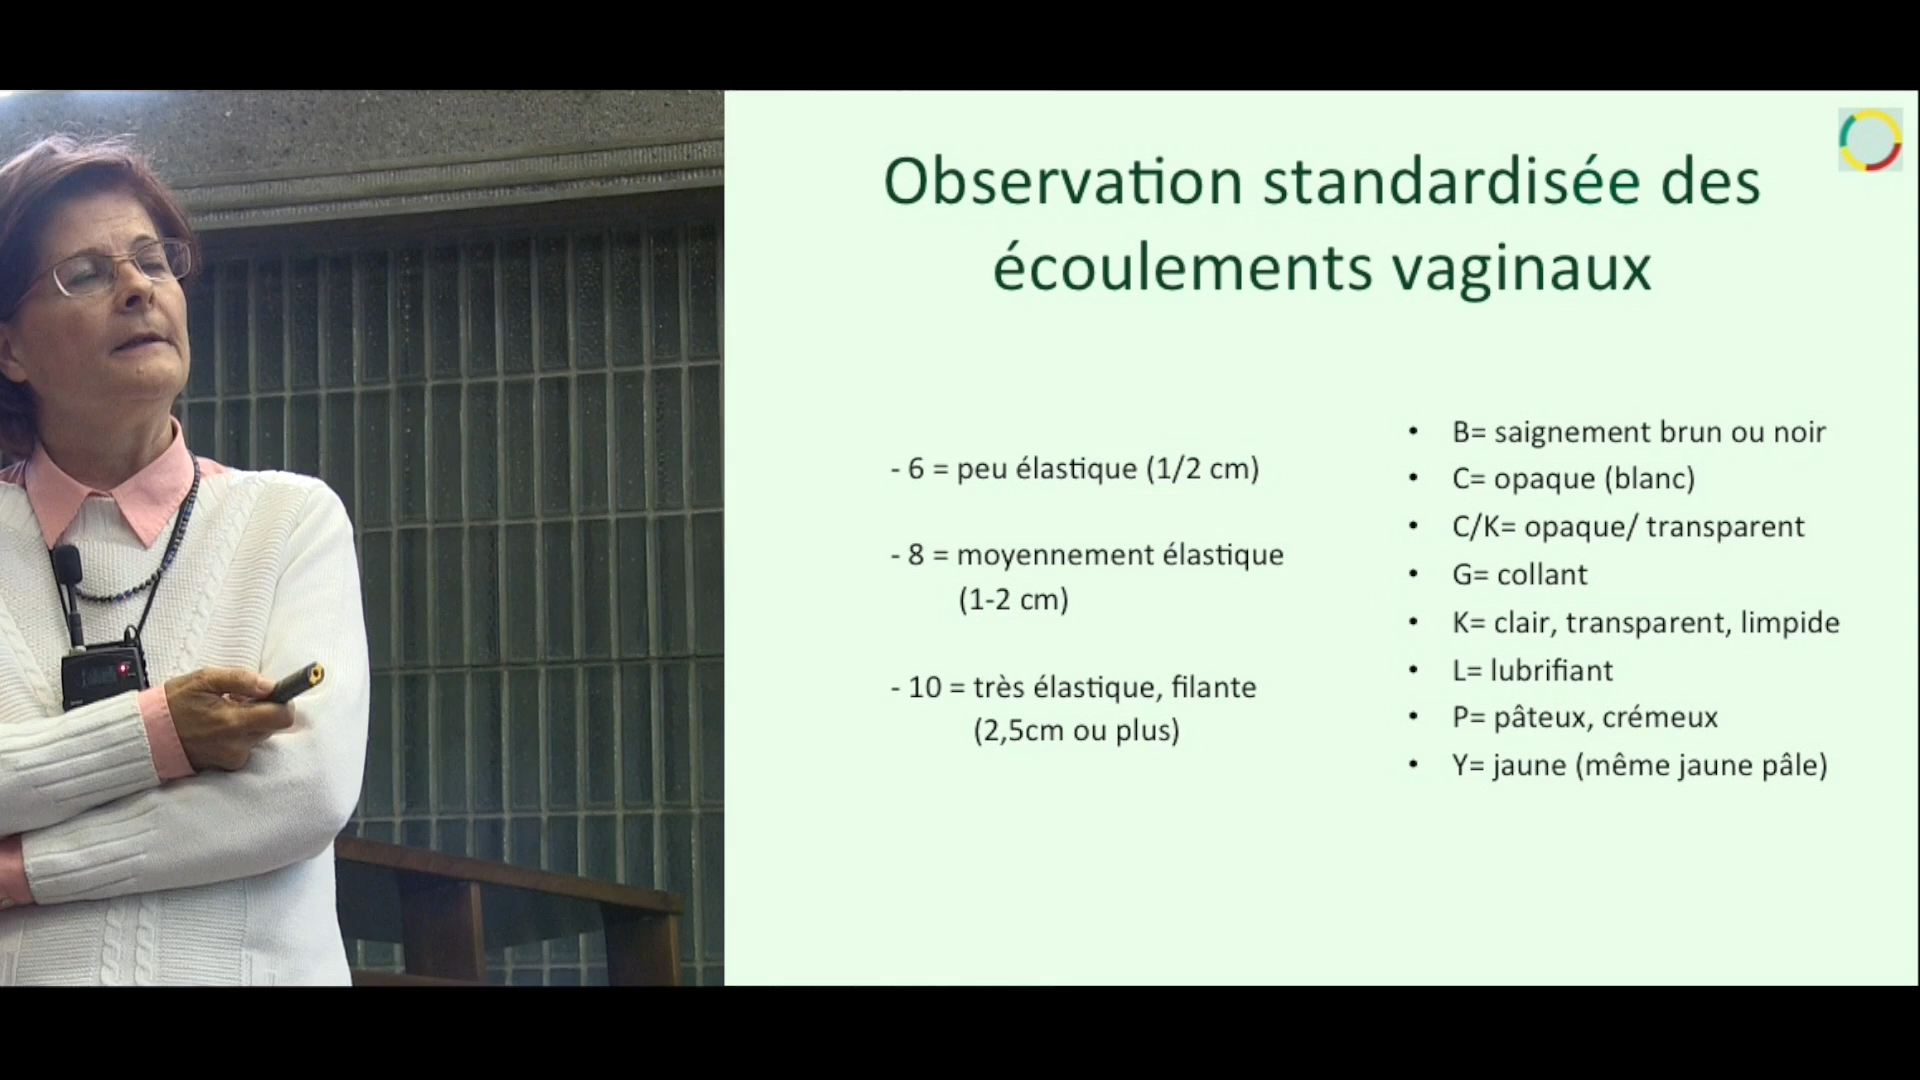 Observation standardisée des
écoulements vaginaux
- 6 = peu élastique (1/2 cm)
- 8 = moyennement élastique
(1-2 cm)
- 10 = très élastique, filante
(2,5cm ou plus)
• B= saignement brun ou noir
• C= opaque (blanc)
• C/K= opaque/ transparent
• G= collant
• K= clair, transparent, limpide
• L= lubrifiant
• P= pâteux, crémeux
• Y= jaune (même jaune pâle)